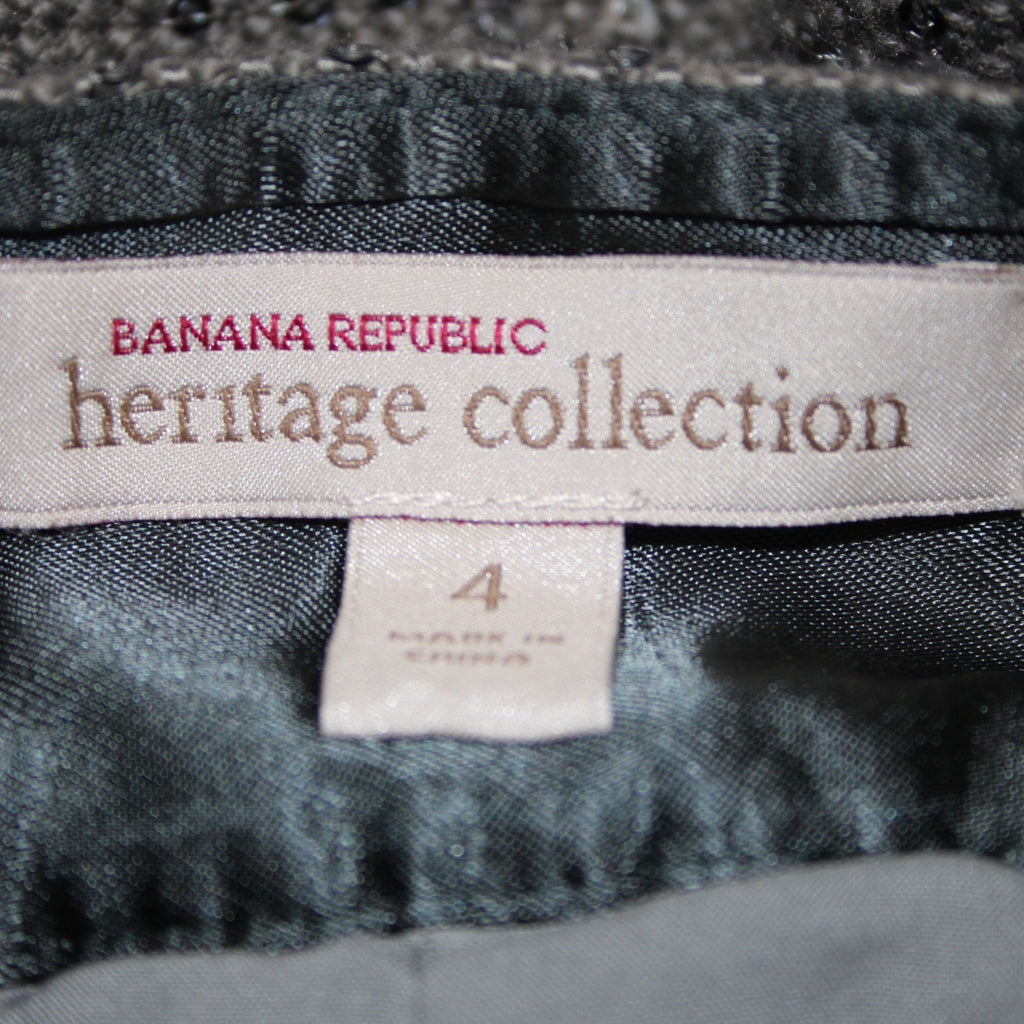 BANANA REPUBLIC
heritage collection
4
MADE IN
CHINA